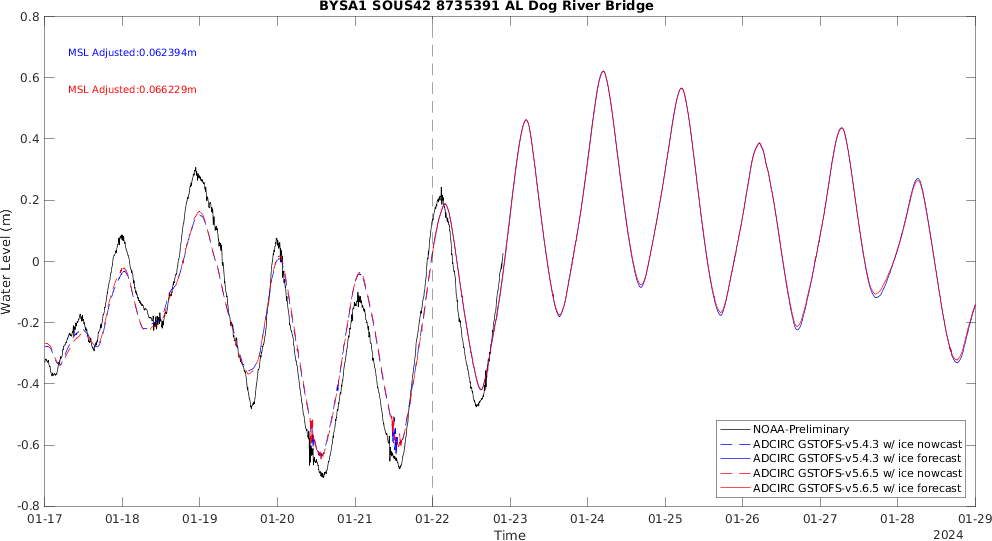 BYSA1 SOUS42 8735391 AL Dog River Bridge
MSL Adjusted:0.062394m
MSL Adjusted:0.066229m
Water Level (m)
0.8
0.6
0.4
0.2
0
-0.2
-0.4
-0.6
-0.8
NOAA-Preliminary
ADCIRC GSTOFS-v5.4.3 w/ ice nowcast
ADCIRC GSTOFS-v5.4.3 w/ ice forecast
ADCIRC GSTOFS-v5.6.5 w/ ice nowcast
ADCIRC GSTOFS-v5.6.5 w/ ice forecast
01-17 01-18 01-19 01-20 01-21 01-22 01-23 01-24 01-25 01-26 01-27 01-28 01-29
Time
2024